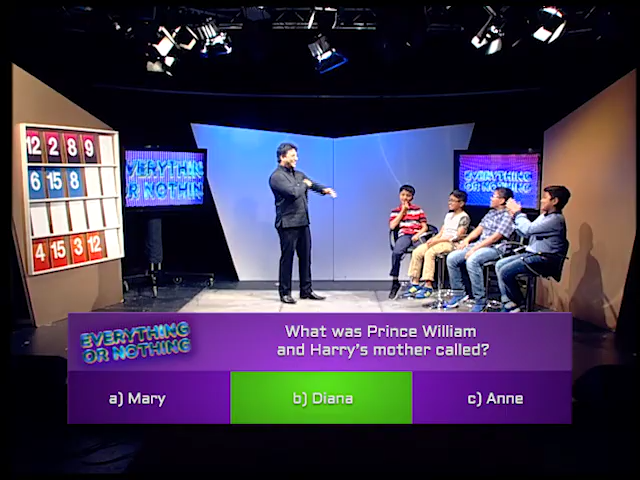 12 2 8 9
6 15 8
4 15 3 12
EVERYTHING
OR NOTHING
EVERYTHING
OR NOTHING
EVERYTHING
OR NOTHING
What was Prince William
and Harry's mother called?
a) Mary
b) Diana
c) Anne